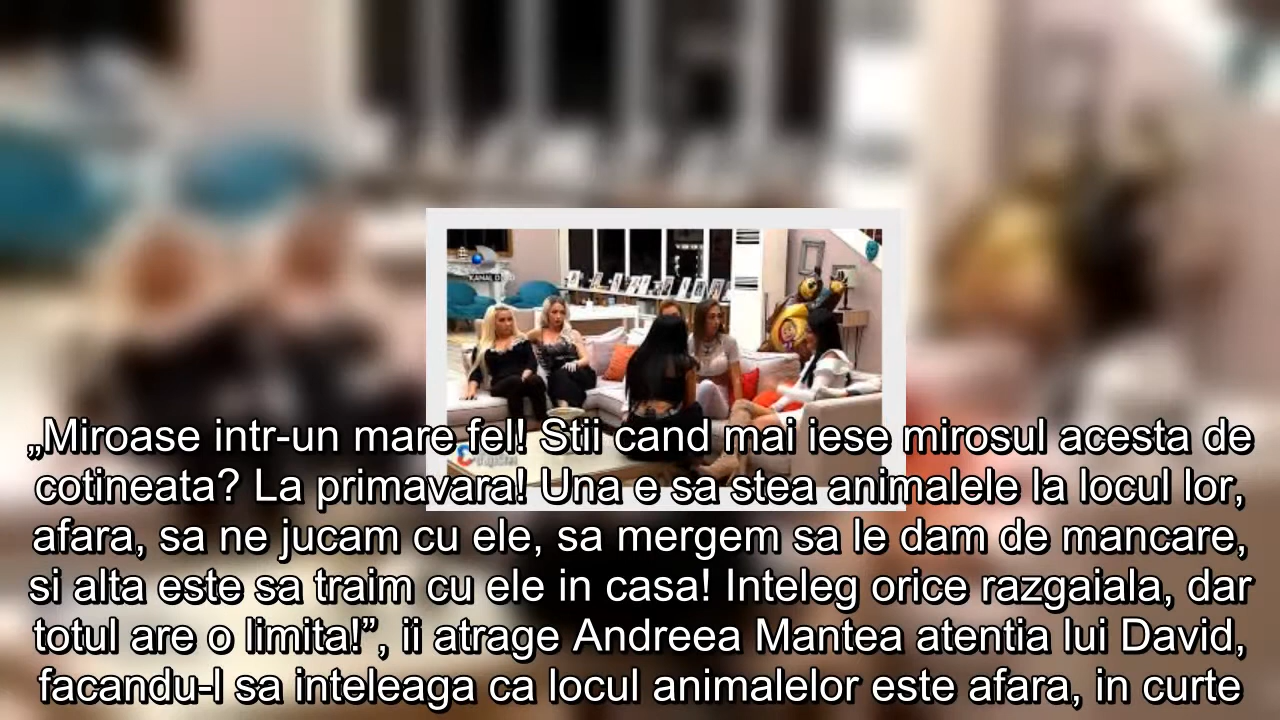 KANAL D
„Miroase intr-un mare fel! Stii cand mai iese mirosul acesta de
cotineata? La primavara! Una e sa stea animalele la locul lor,
afara, sa ne jucam cu ele, sa mergem sa le dam de mancare,
si alta este sa traim cu ele in casa! Inteleg orice razgaiala, dar
totul are o limita!”, ii atrage Andreea Mantea atentia lui David,
facandu-l sa inteleaga ca locul animalelor este afara, in curte